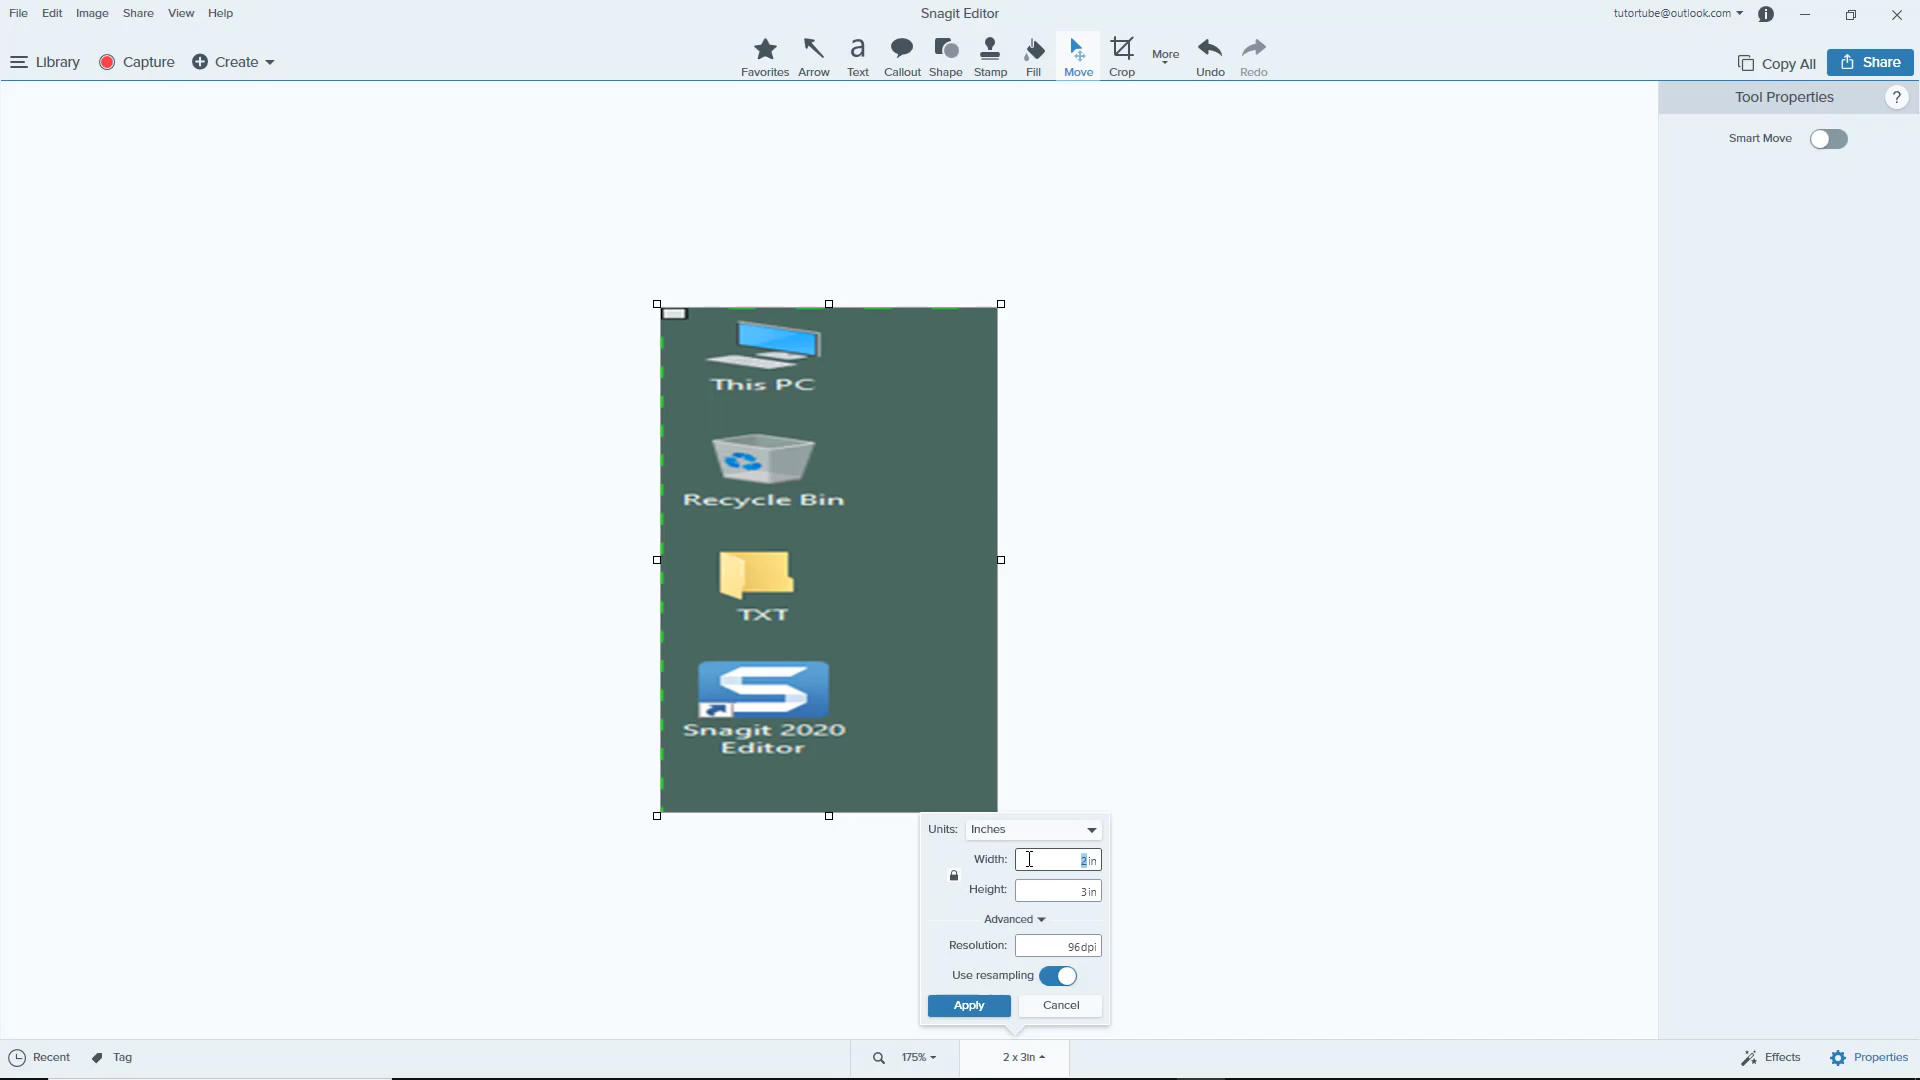 File Edit Image Share View Help
Snagit Editor
tutortube@outlook.com
Library Capture Create
Favorites Arrow Text Callout Shape Stamp Fill Move Crop More Undo Redo
Copy All Share
Tool Properties ?
Smart Move
This PC
Recycle Bin
TXT
Snagit 2020
Editor
Units: Inches
Width: 2in
Height: 3in
Advanced
Resolution: 96dpi
Use resampling
Apply Cancel
Recent Tag
175%
2 x 3in
Effects Properties